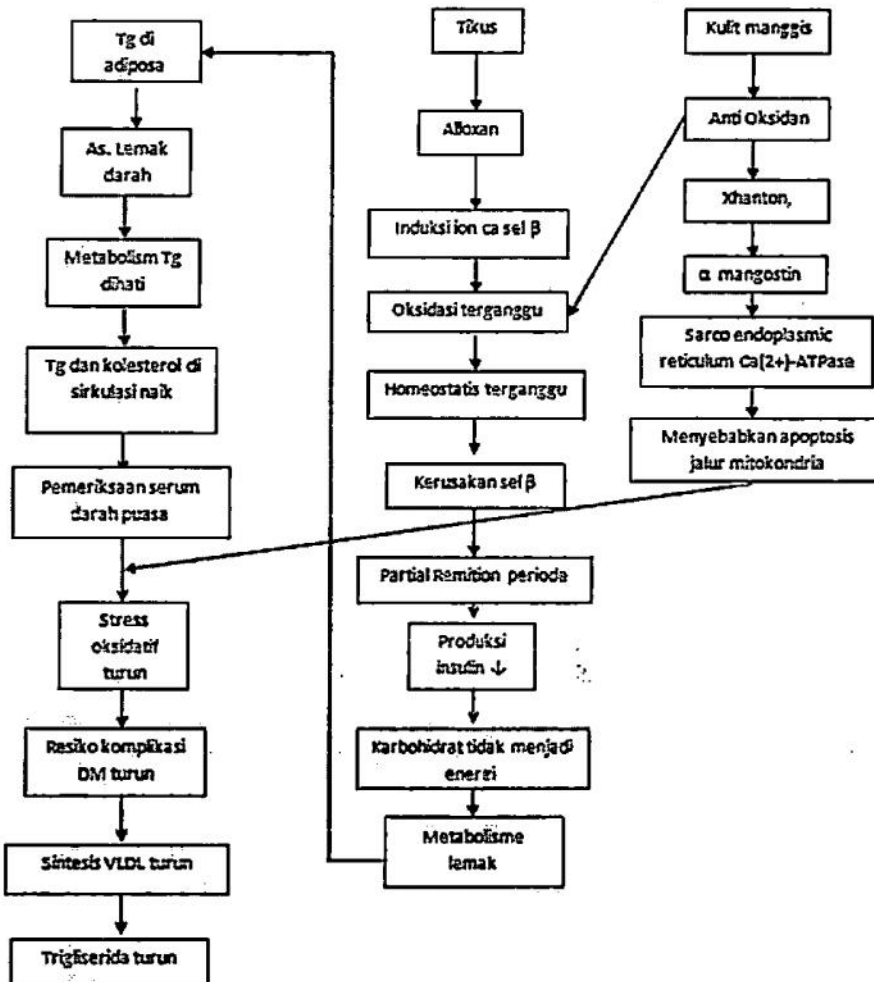 Tg di
adiposa
As. Lemak
darah
Metabolism Tg
dihati
Tg dan kolesterol di
sirkulasi naik
Pemeriksaan serum
darah puasa
Stress
oksidatif
turun
Resiko komplikasi
DM turun
Sintesis VLDL turun
Trigliserida turun
Tikus
Alloxan
Induksi ion ca sel β
Oksidasi terganggu
Homeostatis terganggu
Kerusakan sel β
Partial Remition perioda
Produksi
insulin ↓
Karbohidrat tidak menjadi
energi
Metabolisme
lemak
Kulit manggis
Anti Oksidan
Xhanton,
α mangostin
Sarco endoplasmic
reticulum Ca(2+)-ATPase
Menyebabkan apoptosis
jalur mitokondria